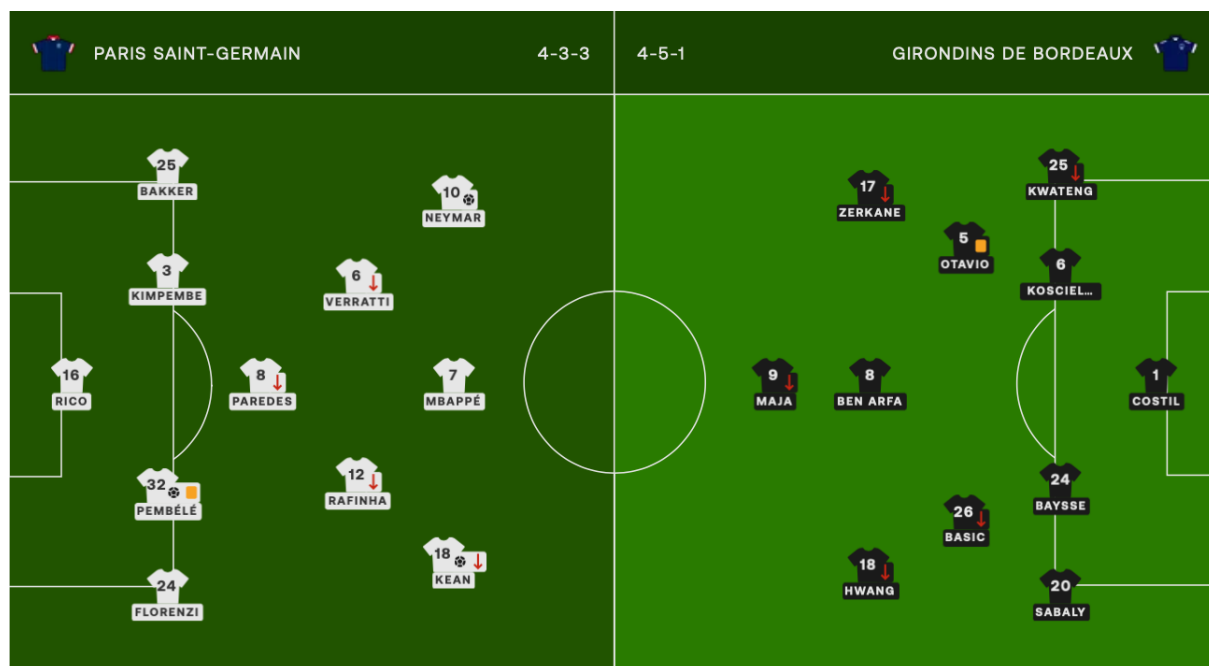 PARIS SAINT-GERMAIN
4-3-3
4-5-1
GIRONDINS DE BORDEAUX
25
BAKKER
3
KIMPEMBE
16
RICO
32
PEMBÉLÉ
24
FLORENZI
8
PAREDES
6
VERRATTI
12
RAFINHA
10
NEYMAR
7
MBAPPÉ
18
KEAN
9
MAJA
17
ZERKANE
8
BEN ARFA
18
HWANG
5
OTAVIO
26
BASIC
25
KWATENG
6
KOSCIEL...
24
BAYSSE
20
SABALY
1
COSTIL